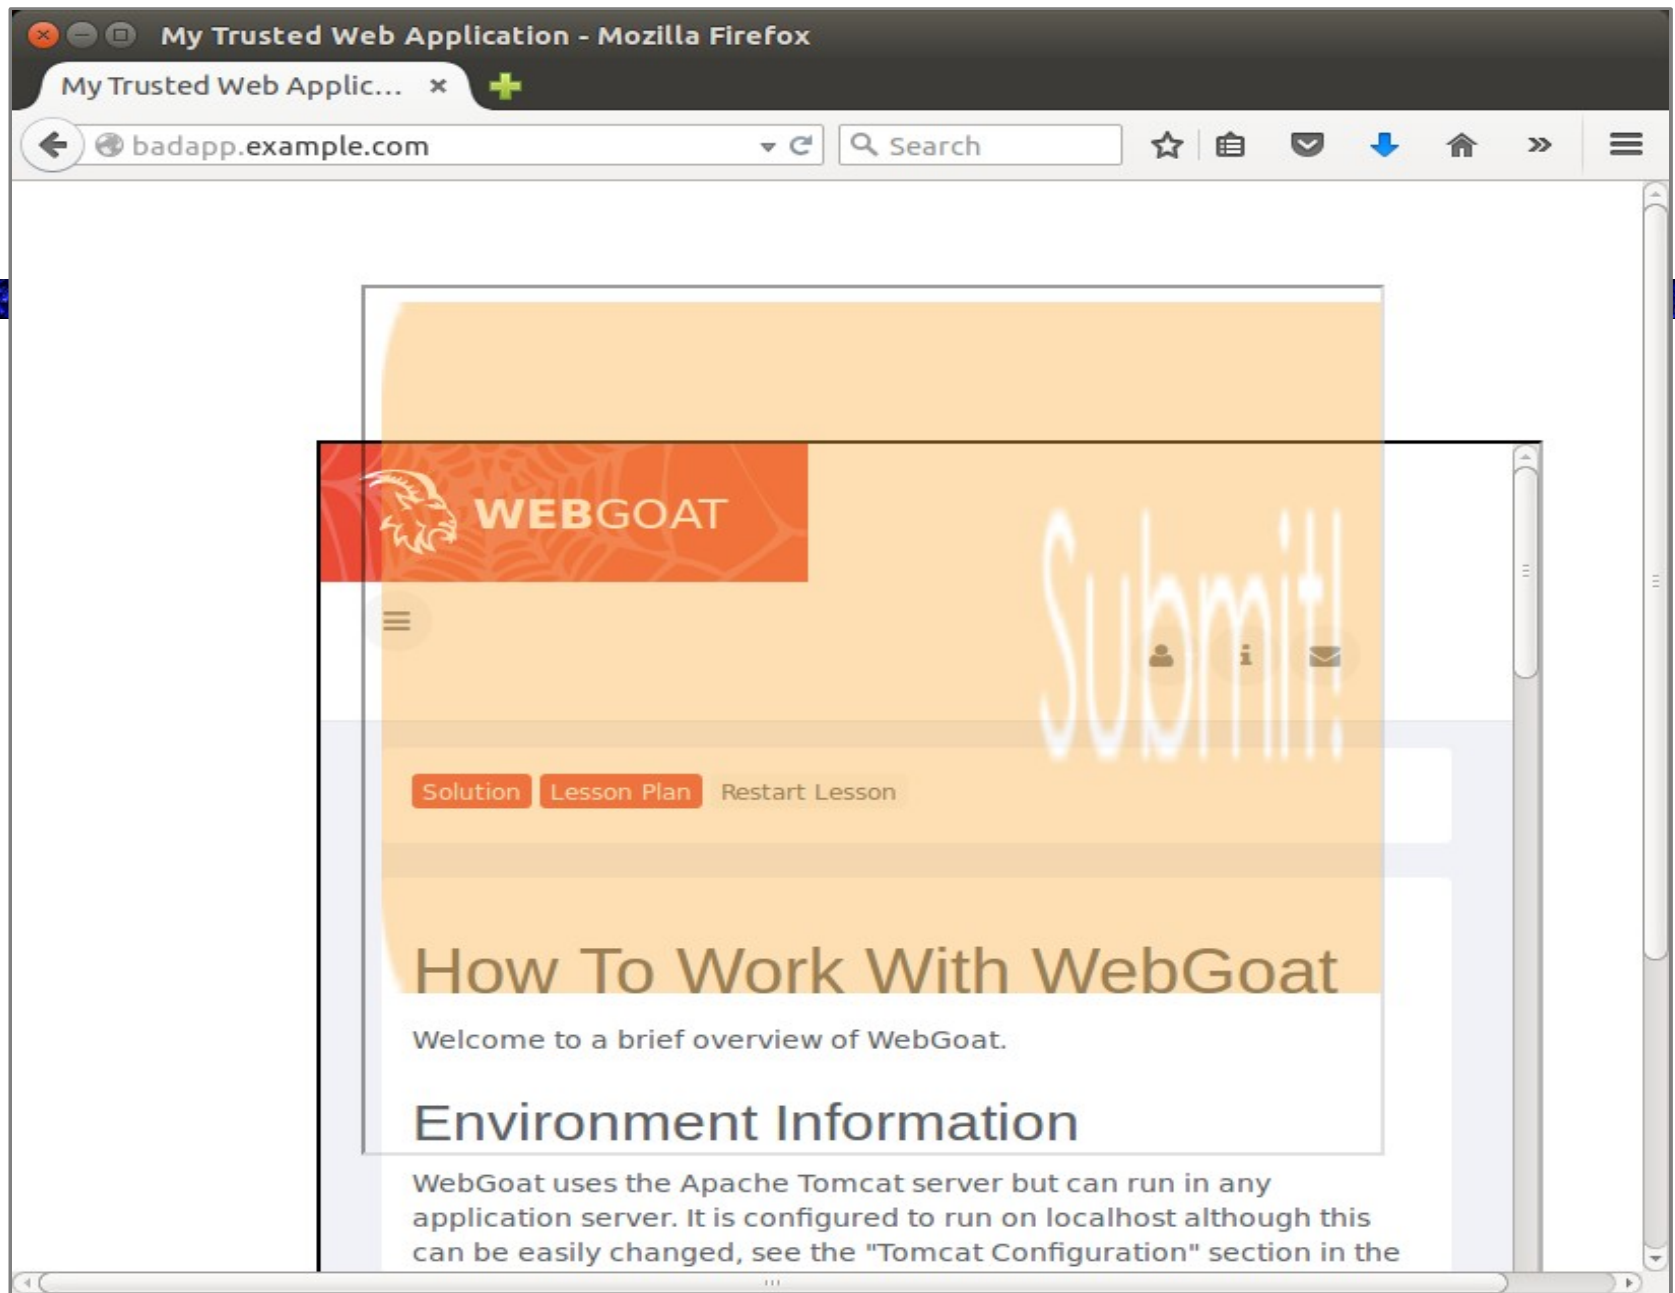 My Trusted Web Application - Mozilla Firefox
My Trusted Web Applic...
badapp.example.com
Search
WEBGOAT
Submit!
Solution Lesson Plan Restart Lesson
How To Work With WebGoat
Welcome to a brief overview of WebGoat.
Environment Information
WebGoat uses the Apache Tomcat server but can run in any
application server. It is configured to run on localhost although this
can be easily changed, see the "Tomcat Configuration" section in the